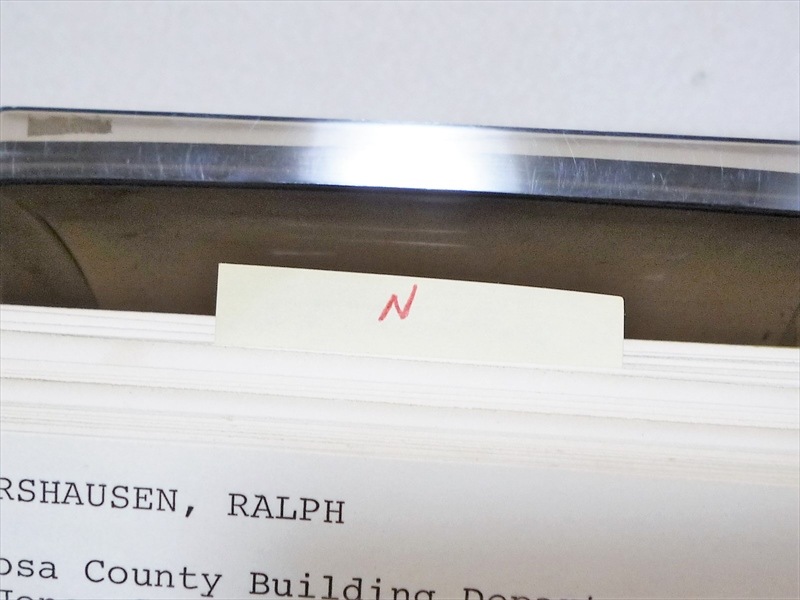 N
RSHAUSEN, RALPH
osa County Building